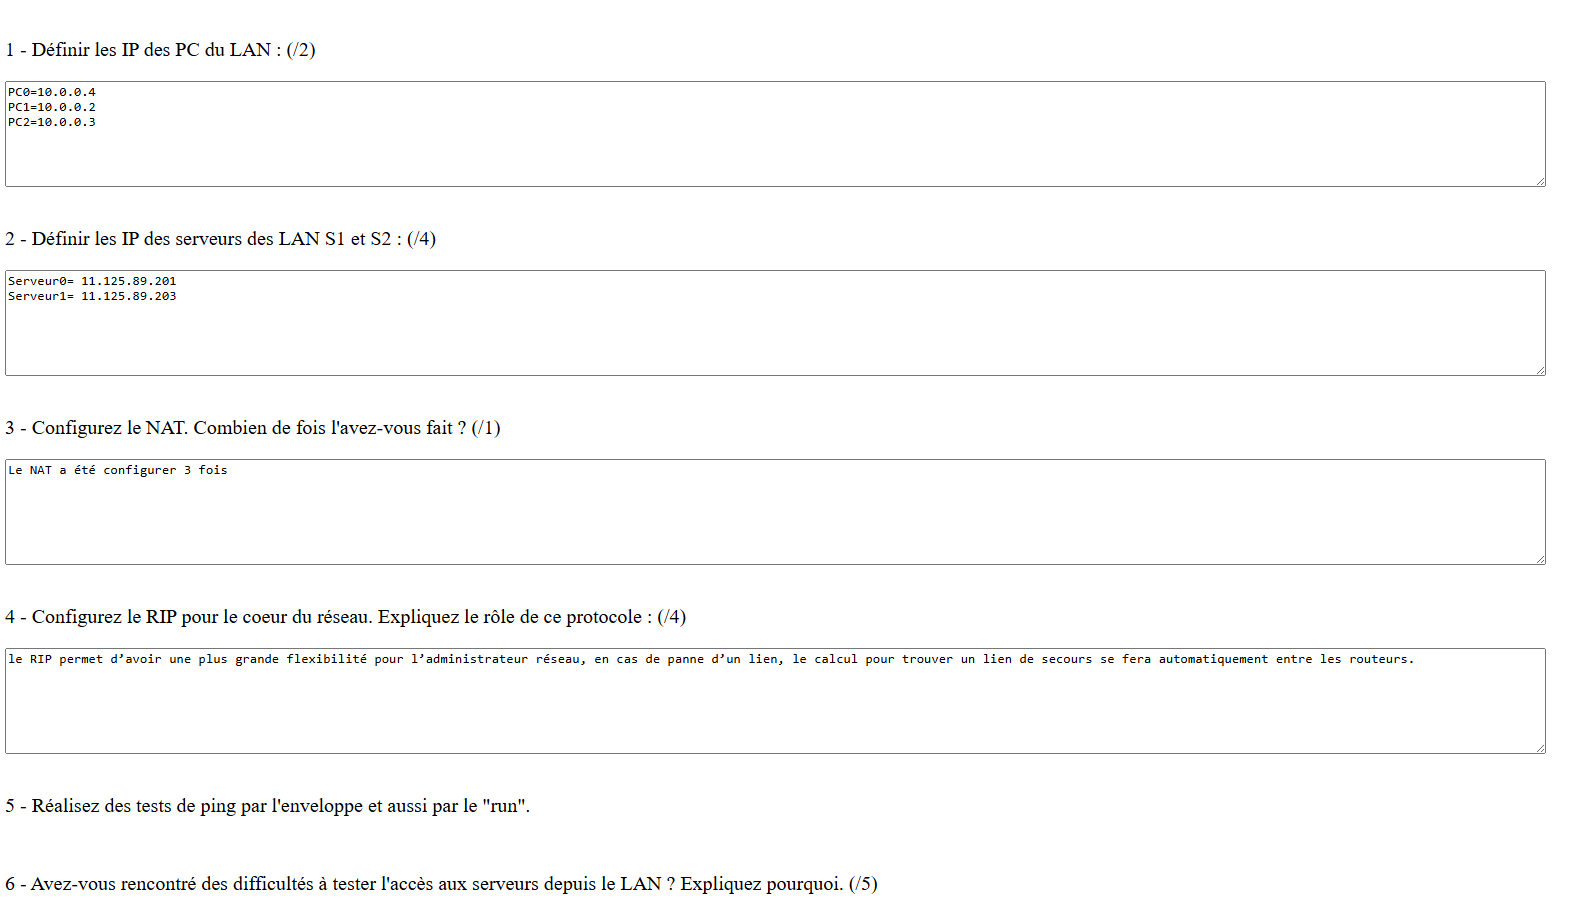 1 - Définir les IP des PC du LAN : (/2)
PC0=10.0.0.4
PC1=10.0.0.2
PC2=10.0.0.3
2 - Définir les IP des serveurs des LAN S1 et S2 : (/4)
Serveur0= 11.125.89.201
Serveur1= 11.125.89.203
3 - Configurez le NAT. Combien de fois l'avez-vous fait ? (/1)
Le NAT a été configurer 3 fois
4 - Configurez le RIP pour le coeur du réseau. Expliquez le rôle de ce protocole : (/4)
le RIP permet d’avoir une plus grande flexibilité pour l’administrateur réseau, en cas de panne d’un lien, le calcul pour trouver un lien de secours se fera automatiquement entre les routeurs.
5 - Réalisez des tests de ping par l'enveloppe et aussi par le "run".
6 - Avez-vous rencontré des difficultés à tester l'accès aux serveurs depuis le LAN ? Expliquez pourquoi. (/5)